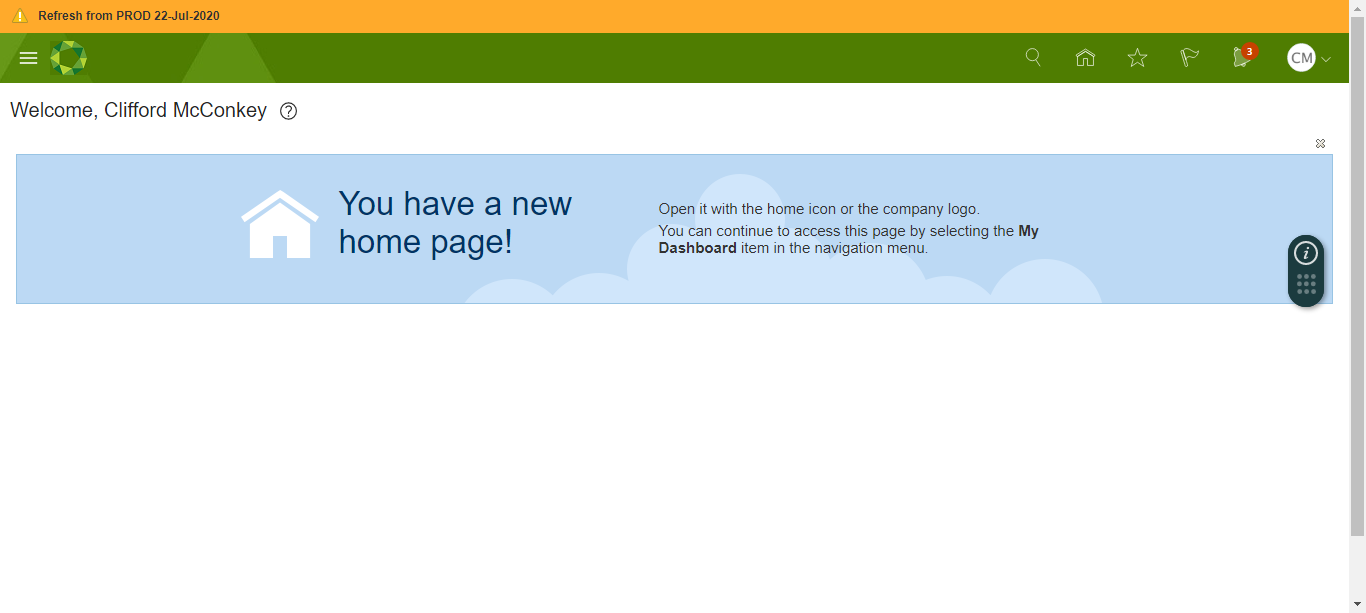 Refresh from PROD 22-Jul-2020
3
CM
Welcome, Clifford McConkey ?
You have a new
home page!
Open it with the home icon or the company logo.
You can continue to access this page by selecting the My
Dashboard item in the navigation menu.
i